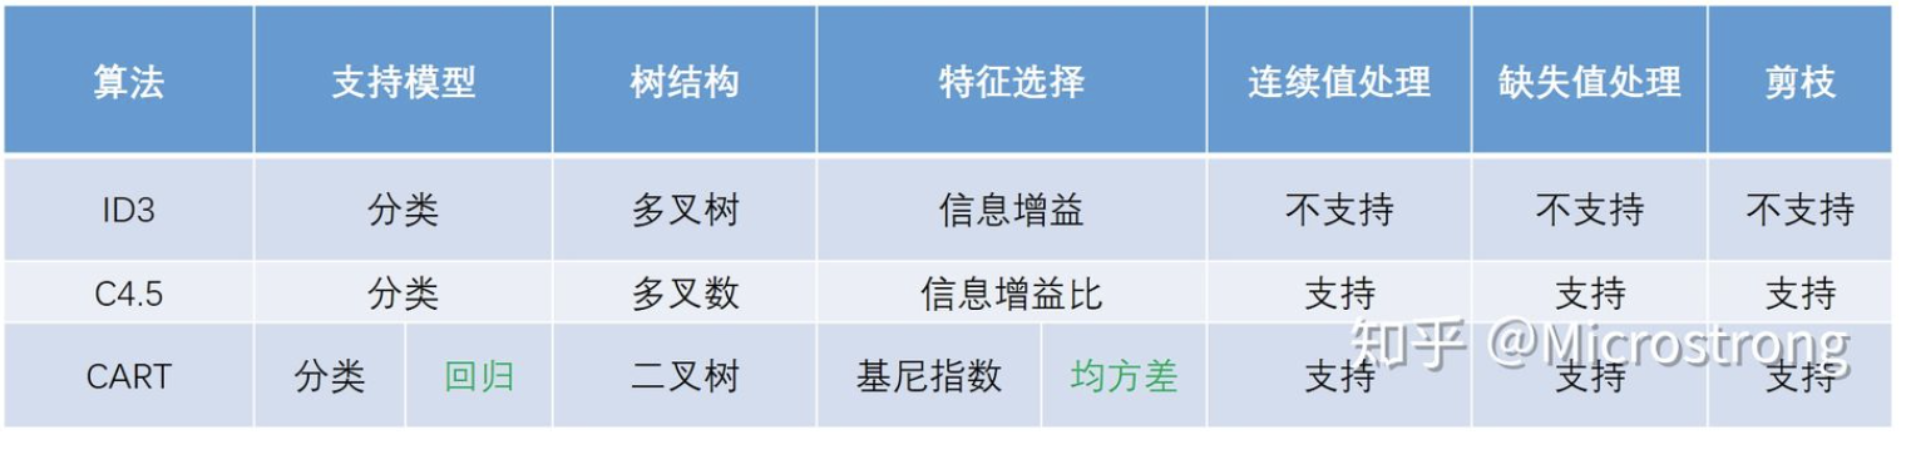 算法 支持模型 树结构 特征选择 连续值处理 缺失值处理 剪枝
ID3 分类 多叉树 信息增益 不支持 不支持 不支持
C4.5 分类 多叉数 信息增益比 支持 支持 支持
CART 分类 回归 二叉树 基尼指数 均方差 支持 支持 支持
知乎 @Microstrong